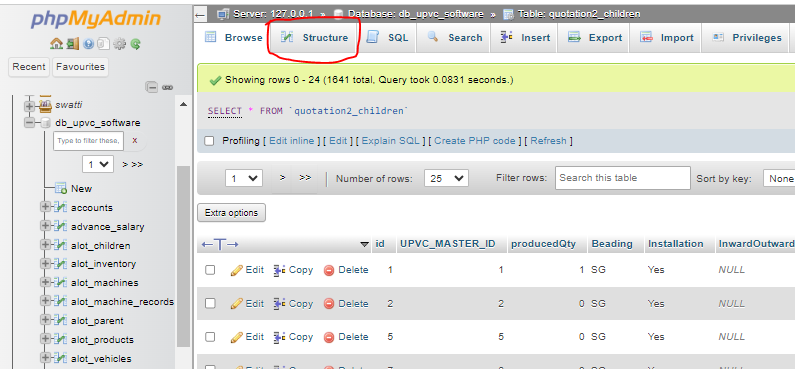 phpMyAdmin
Recent Favourites
swatti
db_upvc_software
Type to filter these, X
1 > >>
New
accounts
advance_salary
alot_children
alot_inventory
alot_machines
alot_machine_records
alot_parent
alot_products
alot_vehicles
← Server: 127.0.0.1 » Database: db_upvc_software » Table: quotation2_children
Browse Structure SQL Search Insert Export Import Privileges
Showing rows 0 - 24 (1641 total, Query took 0.0831 seconds.)
SELECT * FROM `quotation2_children`
Profiling [ Edit inline ] [ Edit ] [ Explain SQL ] [ Create PHP code ] [ Refresh ]
1 > >> Number of rows: 25 Filter rows: Search this table Sort by key: None
Extra options
←T→ id UPVC_MASTER_ID producedQty Beading Installation InwardOutward
Edit Copy Delete 1 1 1 SG Yes NULL
Edit Copy Delete 2 2 0 SG Yes NULL
Edit Copy Delete 5 5 0 SG Yes NULL